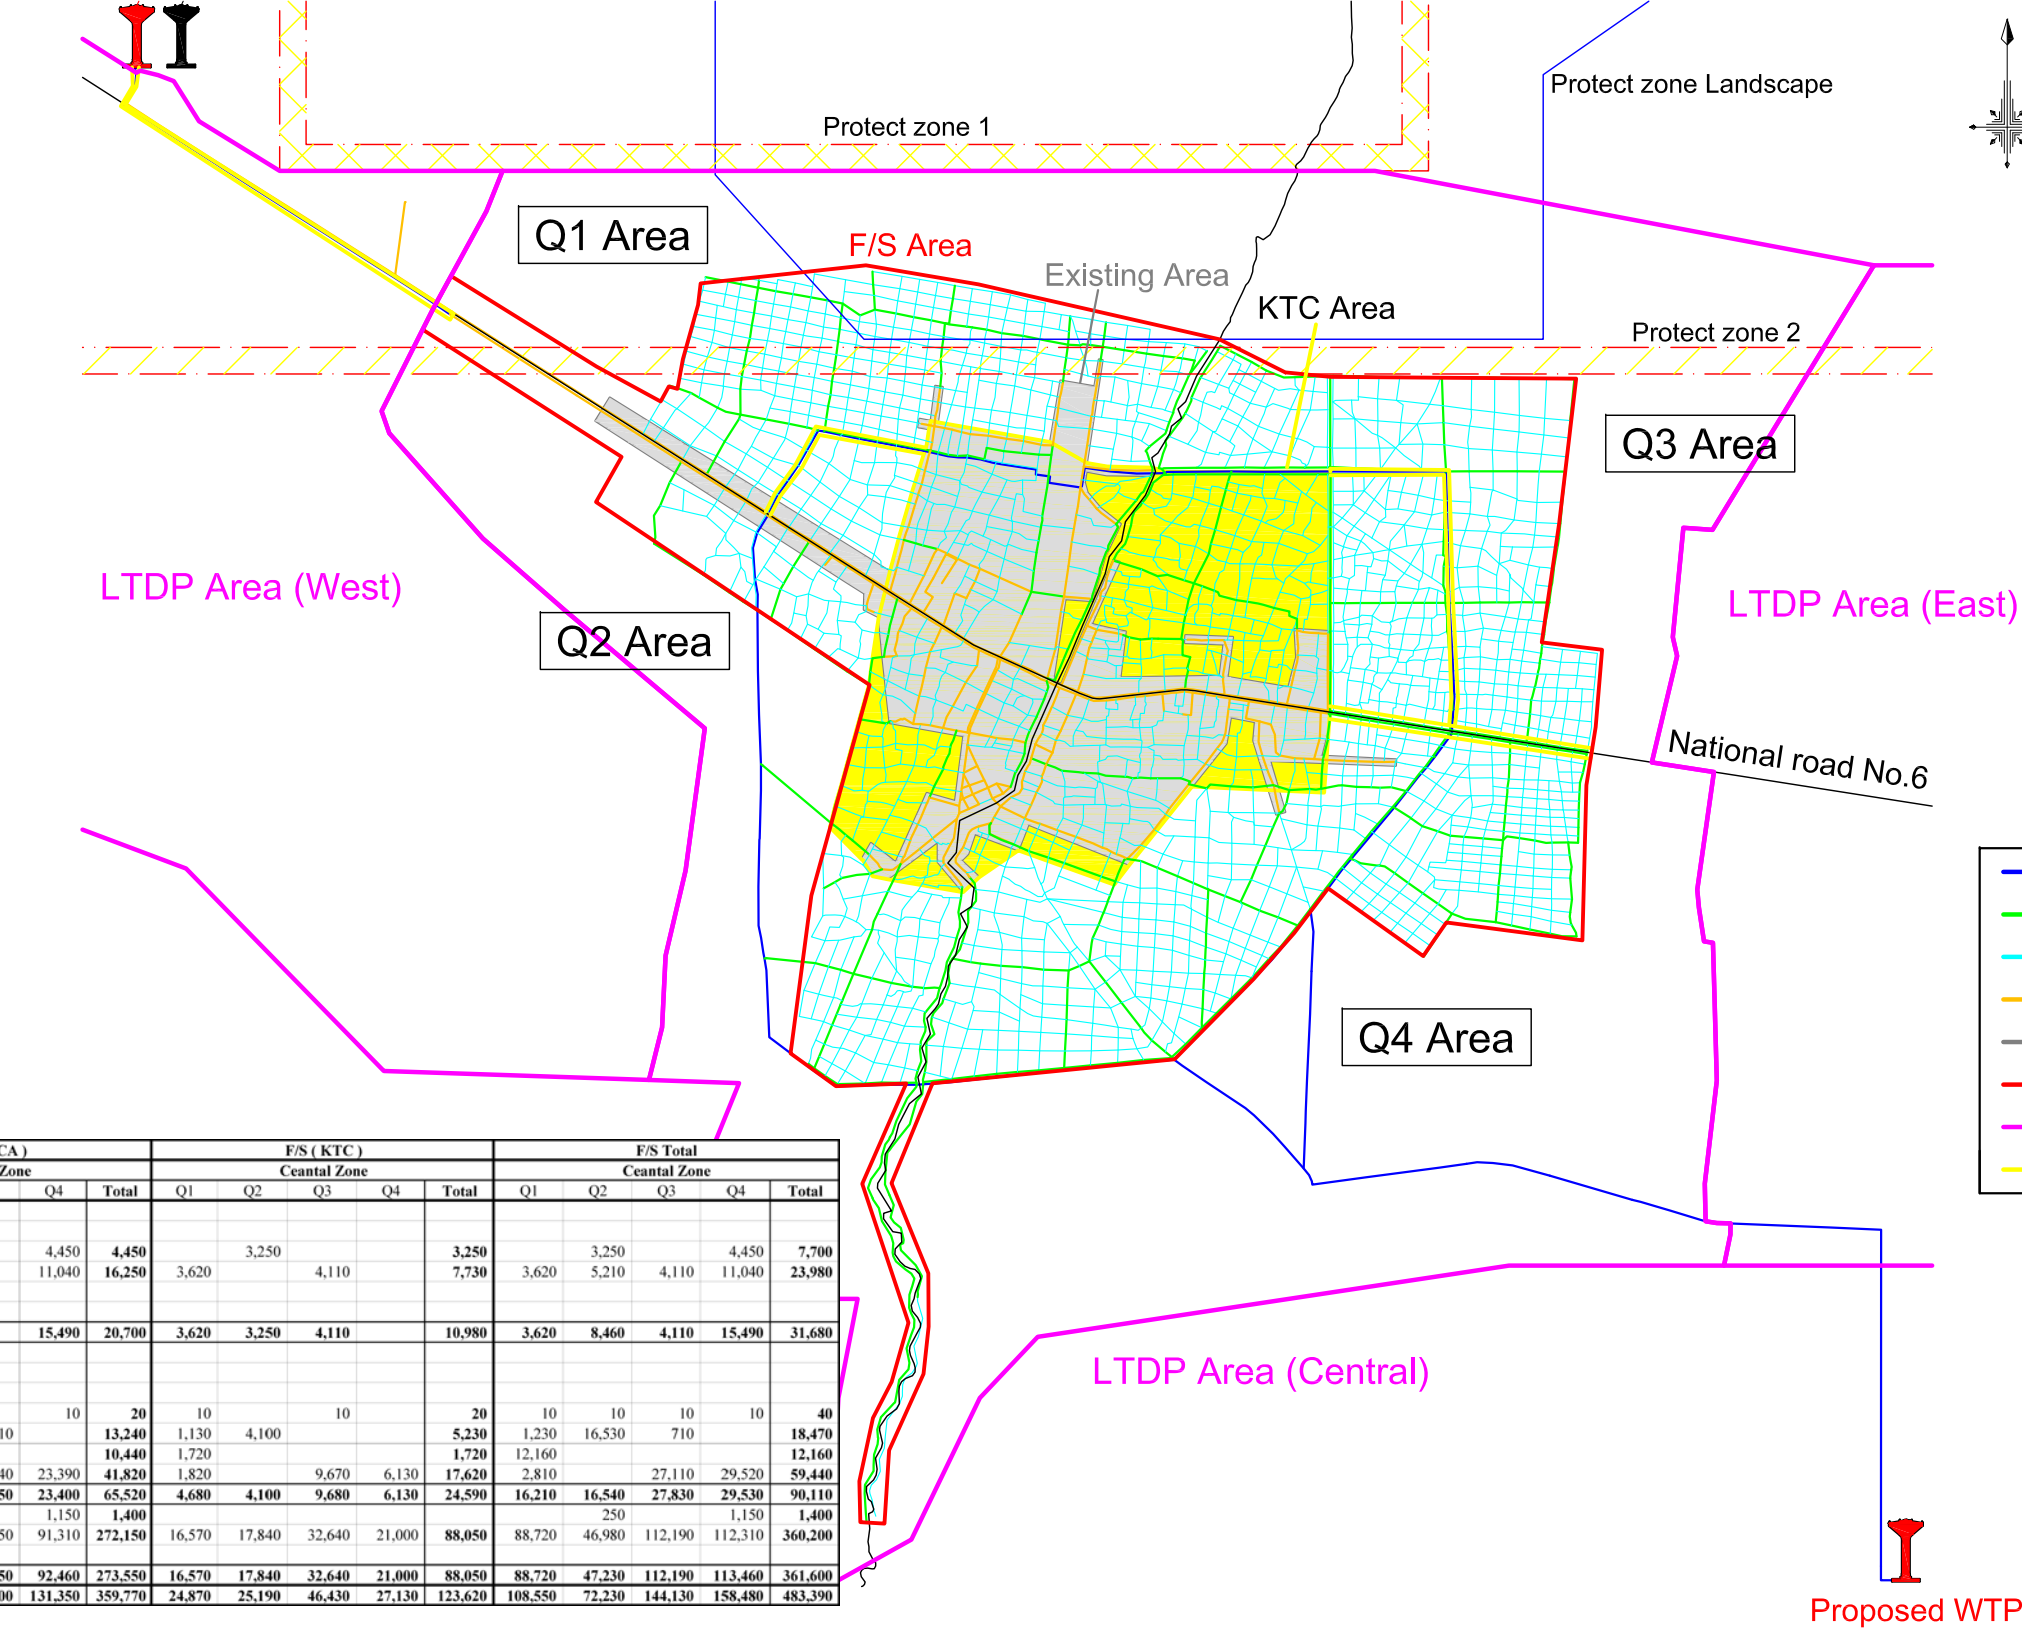 Protect zone Landscape
Protect zone 1
Q1 Area
F/S Area
Existing Area
KTC Area
Protect zone 2
Q3 Area
LTDP Area (West)
LTDP Area (East)
Q2 Area
National road No.6
Q4 Area
LTDP Area (Central)
Proposed WTP
CA ) F/S ( KTC ) F/S Total
Zone Ceantal Zone Ceantal Zone
Q4 Total Q1 Q2 Q3 Q4 Total Q1 Q2 Q3 Q4 Total
4,450 4,450 3,250 3,250 3,250 4,450 7,700
11,040 16,250 3,620 4,110 7,730 3,620 5,210 4,110 11,040 23,980
15,490 20,700 3,620 3,250 4,110 10,980 3,620 8,460 4,110 15,490 31,680
10 20 10 10 20 10 10 10 10 40
10 13,240 1,130 4,100 5,230 1,230 16,530 710 18,470
10,440 1,720 1,720 12,160 12,160
40 23,390 41,820 1,820 9,670 6,130 17,620 2,810 27,110 29,520 59,440
50 23,400 65,520 4,680 4,100 9,680 6,130 24,590 16,210 16,540 27,830 29,530 90,110
1,150 1,400 250 1,150 1,400
50 91,310 272,150 16,570 17,840 32,640 21,000 88,050 88,720 46,980 112,190 112,310 360,200
50 92,460 273,550 16,570 17,840 32,640 21,000 88,050 88,720 47,230 112,190 113,460 361,600
00 131,350 359,770 24,870 25,190 46,430 27,130 123,620 108,550 72,230 144,130 158,480 483,390